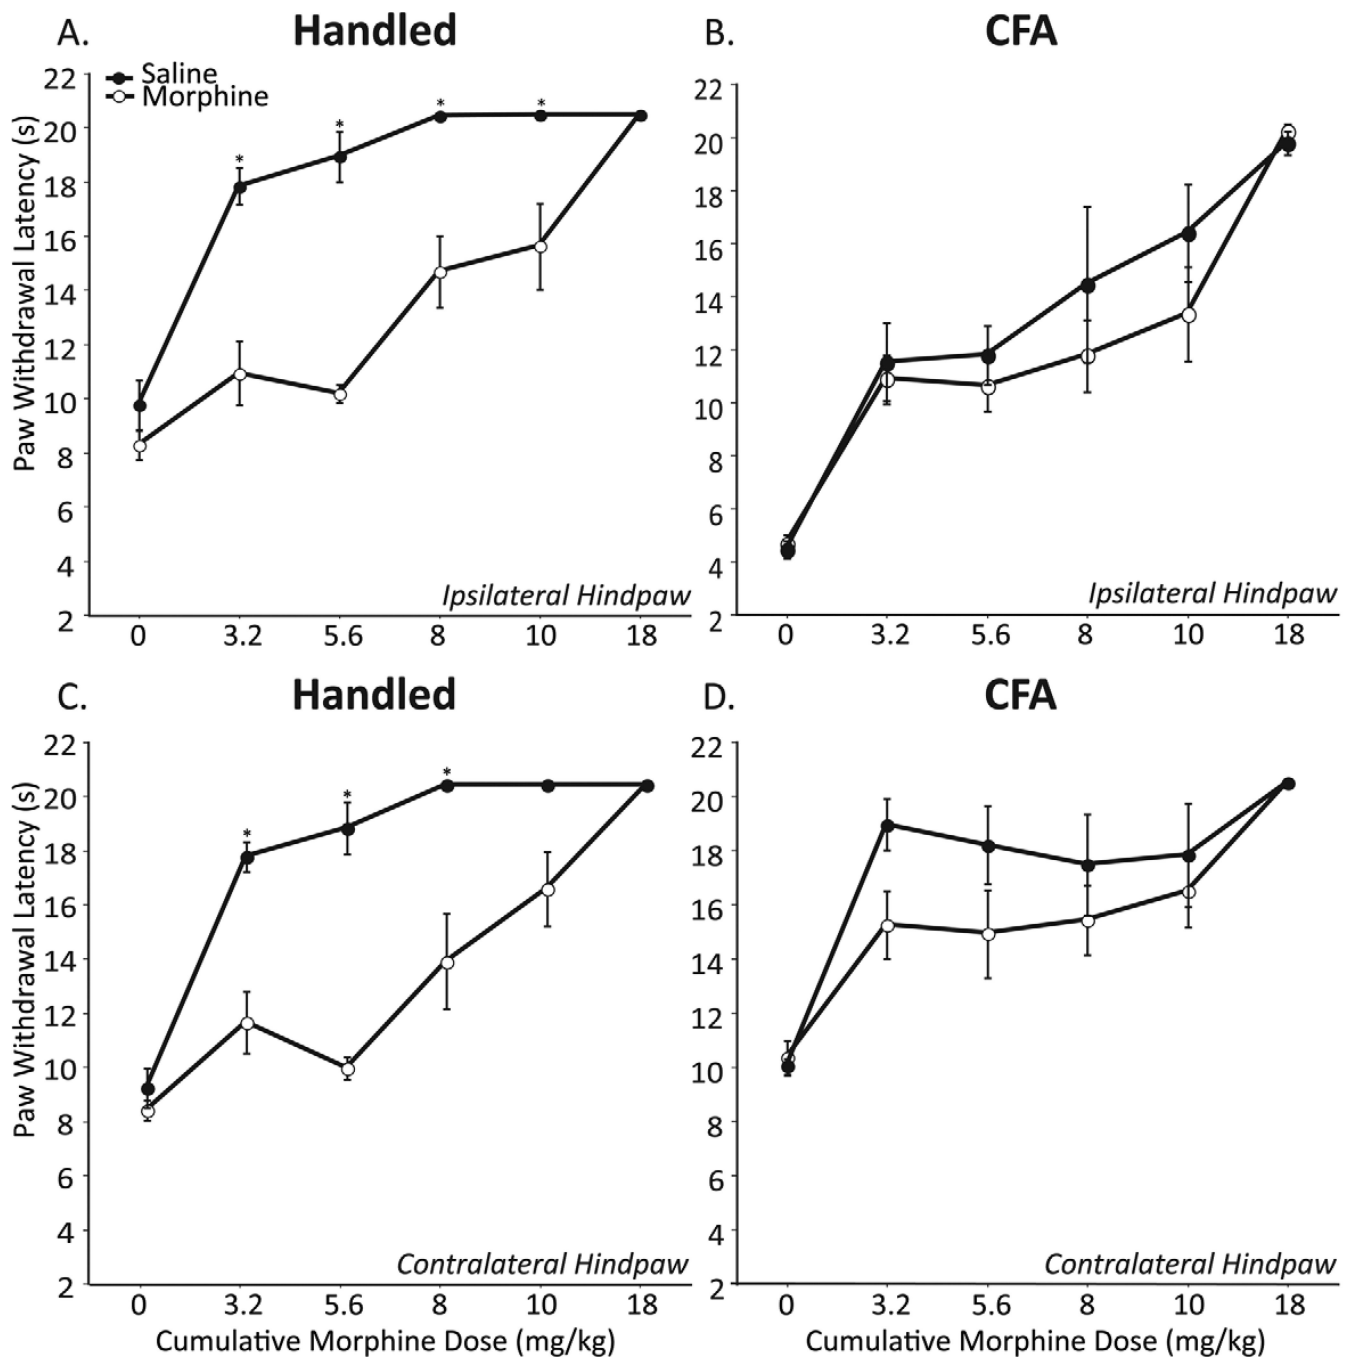 A. Handled
Saline
Morphine
Paw Withdrawal Latency (s)
22
20
18
16
14
12
10
8
6
4
2
* * * *
Ipsilateral Hindpaw
0 3.2 5.6 8 10 18
B. CFA
22
20
18
16
14
12
10
8
6
4
2
Ipsilateral Hindpaw
0 3.2 5.6 8 10 18
C. Handled
Paw Withdrawal Latency (s)
22
20
18
16
14
12
10
8
6
4
2
* * *
Contralateral Hindpaw
0 3.2 5.6 8 10 18
Cumulative Morphine Dose (mg/kg)
D. CFA
22
20
18
16
14
12
10
8
6
4
2
Contralateral Hindpaw
0 3.2 5.6 8 10 18
Cumulative Morphine Dose (mg/kg)